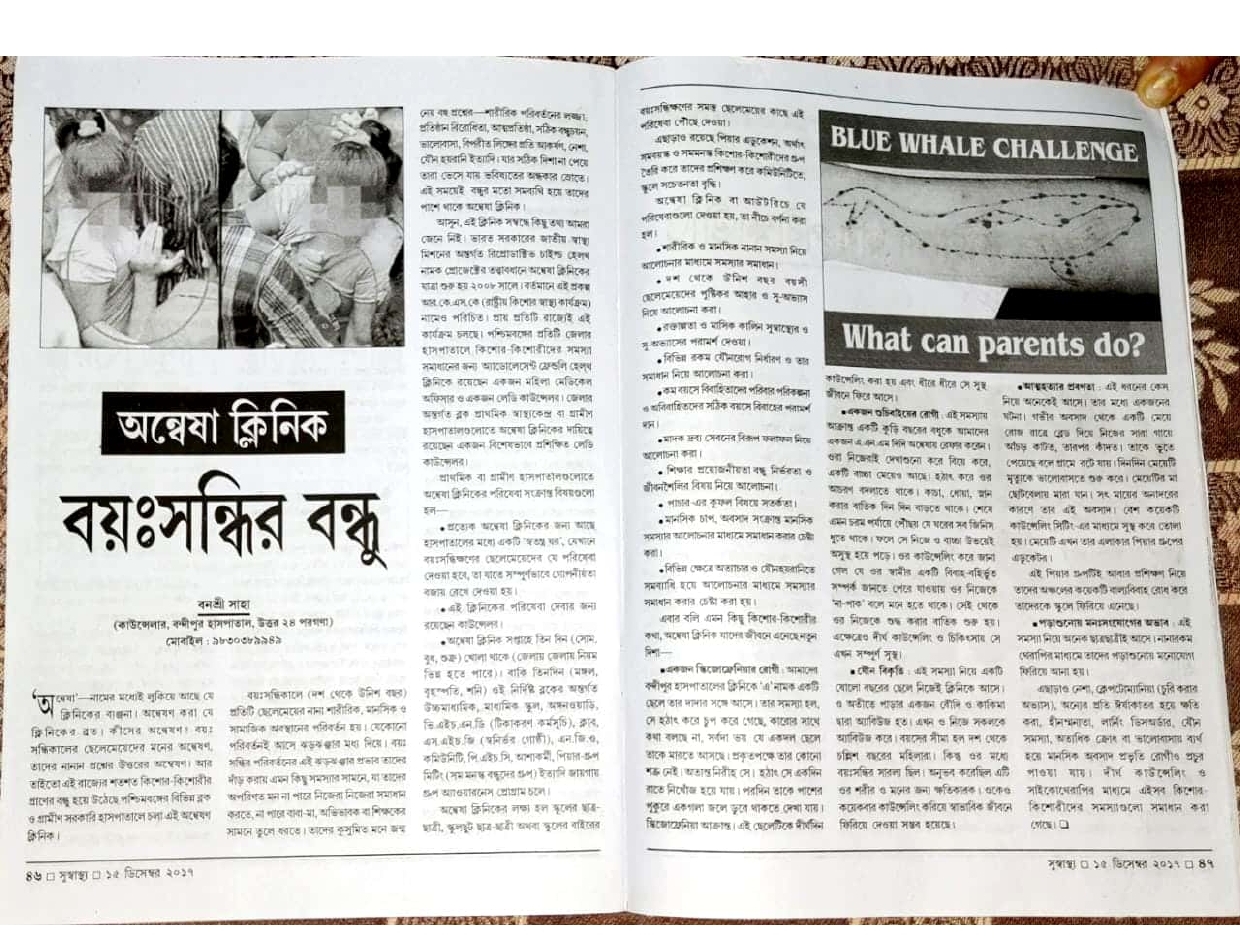 অন্বেষা ক্লিনিক
বয়ঃসন্ধির বন্ধু
বনশ্রী সাহা
(কাউন্সেলার, বন্দীপুর হাসপাতাল, উত্তর ২৪ পরগণা)
মোবাইল : ৯৮৩০৩৮৯৯৪৯
‘অন্বেষা’—নামের মধ্যেই লুকিয়ে আছে যে
ক্লিনিকের ব্যঞ্জনা। অন্বেষণ করা যে
ক্লিনিকের ব্রত। কীসের অন্বেষণ? বয়ঃ
সন্ধিকালের ছেলেমেয়েদের মনের অন্বেষণ,
তাদের নানান প্রশ্নের উত্তরের অন্বেষণ। আর
তাইতো এই রাজ্যের শতশত কিশোর-কিশোরীর
প্রাণের বন্ধু হয়ে উঠেছে পশ্চিমবঙ্গের বিভিন্ন ব্লক
ও গ্রামীণ সরকারি হাসপাতালে চলা এই অন্বেষণ
ক্লিনিক।
বয়ঃসন্ধিকালে (দশ থেকে উনিশ বছর)
প্রতিটি ছেলেমেয়ের নানা শারীরিক, মানসিক ও
সামাজিক অবস্থানের পরিবর্তন হয়। যেকোনো
পরিবর্তনই আসে ঝড়ঝঞ্ঝার মধ্য দিয়ে। বয়ঃ
সন্ধির পরিবর্তনের এই ঝড়ঝঞ্ঝার প্রভাব তাদের
দাঁড় করায় এমন কিছু সমস্যার সামনে, যা তাদের
অপরিণত মন না পারে নিজেরা নিজেরা সমাধান
করতে, না পারে বাবা-মা, অভিভাবক বা শিক্ষকের
সামনে তুলে ধরতে। তাদের কুসুমিত মনে জন্ম
নেয় বহু প্রশ্নের—শারীরিক পরিবর্তনের লজ্জা,
প্রতিষ্ঠান বিরোধিতা, আত্মপ্রতিষ্ঠা, সঠিক বন্ধুচয়ন,
ভালোবাসা, বিপরীত লিঙ্গের প্রতি আকর্ষণ, নেশা,
যৌন হয়রানি ইত্যাদি। যার সঠিক দিশানা পেয়ে
তারা ভেসে যায় ভবিষ্যতের অন্ধকার স্রোতে।
এই সময়েই বন্ধুর মতো সমব্যথি হয়ে তাদের
পাশে থাকে অন্বেষা ক্লিনিক।
আসুন, এই ক্লিনিক সম্বন্ধে কিছু তথ্য আমরা
জেনে নিই। ভারত সরকারের জাতীয় স্বাস্থ্য
মিশনের অন্তর্গত রিপ্রোডাক্টিভ চাইল্ড হেলথ
নামক প্রোজেক্টের তত্ত্বাবধানে অন্বেষা ক্লিনিকের
যাত্রা শুরু হয় ২০০৮ সালে। বর্তমানে এই প্রকল্প
আর.কে.এস.কে (রাষ্ট্রীয় কিশোর স্বাস্থ্য কার্যক্রম)
নামেও পরিচিত। প্রায় প্রতিটি রাজ্যেই এই
কার্যক্রম চলছে। পশ্চিমবঙ্গের প্রতিটি জেলার
হাসপাতালে কিশোর-কিশোরীদের সমস্যা
সমাধানের জন্য অ্যাডোলেসেন্ট ফ্রেন্ডলি হেলথ
ক্লিনিকে রয়েছেন একজন মহিলা মেডিকেল
অফিসার ও একজন লেডি কাউন্সেলর। জেলার
অন্তর্গত ব্লক প্রাথমিক স্বাস্থ্যকেন্দ্র বা গ্রামীণ
হাসপাতালগুলোতে অন্বেষা ক্লিনিকের দায়িত্বে
রয়েছেন একজন বিশেষভাবে প্রশিক্ষিত লেডি
কাউন্সেলর।
প্রাথমিক বা গ্রামীণ হাসপাতালগুলোতে
অন্বেষা ক্লিনিকের পরিষেবা সংক্রান্ত বিষয়গুলো
হল—
• প্রত্যেক অন্বেষা ক্লিনিকের জন্য আছে
হাসপাতালের মধ্যে একটি ‘স্বতন্ত্র ঘর’, যেখানে
বয়ঃসন্ধিক্ষণের ছেলেমেয়েদের যে পরিষেবা
দেওয়া হবে, তা যাতে সম্পূর্ণভাবে গোপনীয়তা
বজায় রেখে দেওয়া হয়।
• এই ক্লিনিকের পরিষেবা দেবার জন্য
রয়েছেন কাউন্সেলর।
• অন্বেষা ক্লিনিক সপ্তাহে তিন দিন (সোম,
বুধ, শুক্র) খোলা থাকে (জেলায় জেলায় নিয়ম
ভিন্ন হতে পারে)। বাকি তিনদিন (মঙ্গল,
বৃহস্পতি, শনি) ওই নির্দিষ্ট ব্লকের অন্তর্গত
উচ্চমাধ্যমিক, মাধ্যমিক স্কুল, অঙ্গনওয়াড়ি,
ভি.এইচ.এন.ডি (টিকাকরণ কর্মসূচি), ক্লাব,
এস.এইচ.জি (স্বনির্ভর গোষ্ঠী), এন.জি.ও,
কমিউনিটি, পি.এইচ.সি, আশাকর্মী, পিয়ার-গ্রুপ
মিটিং (সম মনস্ক বন্ধুদের গ্রুপ) ইত্যাদি জায়গায়
গ্রুপ অ্যাওয়ারনেস প্রোগ্রাম চলে।
অন্বেষা ক্লিনিকের লক্ষ্য হল স্কুলের ছাত্র-
ছাত্রী, স্কুলছুট ছাত্র-ছাত্রী অথবা স্কুলের বাইরের
৪৬ □ সুস্বাস্থ্য □ ১৫ ডিসেম্বর ২০১৭
বয়ঃসন্ধিক্ষণের সমস্ত ছেলেমেয়ের কাছে এই
পরিষেবা পৌঁছে দেওয়া।
এছাড়াও রয়েছে পিয়ার এডুকেশন, অর্থাৎ
সমবয়স্ক ও সমমনস্ক কিশোর-কিশোরীদের গ্রুপ
তৈরি করে তাদের প্রশিক্ষণ করে কমিউনিটিতে,
স্কুলে সচেতনতা বৃদ্ধি।
অন্বেষা ক্লিনিক বা আউটরিচে যে
পরিষেবাগুলো দেওয়া হয়, তা নীচে বর্ণনা করা
হল।
• শারীরিক ও মানসিক নানান সমস্যা নিয়ে
আলোচনার মাধ্যমে সমস্যার সমাধান।
• দশ থেকে উনিশ বছর বয়সী
ছেলেমেয়েদের পুষ্টিকর আহার ও সু-অভ্যাস
নিয়ে আলোচনা করা।
• রক্তাল্পতা ও মাসিক কালিন সুস্বাস্থ্যের ও
সু-অভ্যাসের পরামর্শ দেওয়া।
• বিভিন্ন রকম যৌনরোগ নির্ধারণ ও তার
সমাধান নিয়ে আলোচনা করা।
• কম বয়সে বিবাহিতাদের পরিবার পরিকল্পনা
ও অবিবাহিতদের সঠিক বয়সে বিবাহের পরামর্শ
দান।
• মাদক দ্রব্য সেবনের বিরূপ ফলাফল নিয়ে
আলোচনা করা।
• শিক্ষার প্রয়োজনীয়তা বন্ধু নির্ভরতা ও
জীবনশৈলির বিষয় নিয়ে আলোচনা।
• পাচার-এর কুফল বিষয়ে সতর্কতা।
• মানসিক চাপ, অবসাদ সংক্রান্ত মানসিক
সমস্যার আলোচনার মাধ্যমে সমাধান করার চেষ্টা
করা।
• বিভিন্ন ক্ষেত্রে অত্যাচার ও যৌনহয়রানিতে
সমব্যাথি হয়ে আলোচনার মাধ্যমে সমস্যার
সমাধান করার চেষ্টা করা হয়।
এবার বলি এমন কিছু কিশোর-কিশোরীর
কথা, অন্বেষা ক্লিনিক যাদের জীবনে এনেছে নতুন
দিশা—
• একজন স্কিজোফ্রেনিয়ার রোগী : আমাদের
বন্দীপুর হাসপাতালের ক্লিনিকে ‘এ’ নামক একটি
ছেলে তার দাদার সঙ্গে আসে। তার সমস্যা হল,
সে হঠাৎ করে চুপ করে গেছে, কারোর সাথে
কথা বলছে না, সর্বদা ভয় যে একদল ছেলে
তাকে মারতে আসছে। প্রকৃতপক্ষে তার কোনো
শত্রু নেই। অত্যন্ত নিরীহ সে। হঠাৎ সে একদিন
রাতে নিখোঁজ হয়ে যায়। পরদিন তাকে পাশের
পুকুরে একগলা জলে ডুবে থাকতে দেখা যায়।
স্কিজোফ্রেনিয়া আক্রান্ত। এই ছেলেটিকে দীর্ঘদিন
BLUE WHALE CHALLENGE
What can parents do?
কাউন্সেলিং করা হয় এবং ধীরে ধীরে সে সুস্থ
জীবনে ফিরে আসে।
• একজন শুচিবাইয়ের রোগী : এই সমস্যায়
আক্রান্ত একটি কুড়ি বছরের বধূকে আমাদের
একজন এ.এন.এম দিদি অন্বেষায় রেফার করেন।
ওরা নিজেরাই দেখাশুনো করে বিয়ে করে,
একটি বাচ্চা মেয়েও আছে। হঠাৎ করে ওর
আচরণ বদলাতে থাকে। কাচা, ধোয়া, স্নান
করার বাতিক দিন দিন বাড়তে থাকে। শেষে
এমন চরম পর্যায়ে পৌঁছয় যে ঘরের সব জিনিস
ধুতে থাকে। ফলে সে নিজে ও বাচ্চা উভয়েই
অসুস্থ হয়ে পড়ে। ওর কাউন্সেলিং করে জানা
গেল যে ওর স্বামীর একটি বিবাহ-বহির্ভূত
সম্পর্ক জানতে পেরে যাওয়ায় ওর নিজেকে
‘না-পাক’ বলে মনে হতে থাকে। সেই থেকে
ওর নিজেকে শুদ্ধ করার বাতিক শুরু হয়।
এক্ষেত্রেও দীর্ঘ কাউন্সেলিং ও চিকিৎসায় সে
এখন সম্পূর্ণ সুস্থ।
• যৌন বিকৃতি : এই সমস্যা নিয়ে একটি
ষোলো বছরের ছেলে নিজেই ক্লিনিকে আসে।
ও অতীতে পাড়ার একজন বৌদি ও কাকিমা
দ্বারা অ্যাবিউজ হত। এখন ও নিজে সকলকে
অ্যাবিউজ করে। বয়সের সীমা হল দশ থেকে
চল্লিশ বছরের মহিলারা। কিন্তু ওর মধ্যে
বয়ঃসন্ধির সারল্য ছিল। অনুভব করেছিল এটি
ওর শরীর ও মনের জন্য ক্ষতিকারক। ওকেও
কয়েকবার কাউন্সেলিং করিয়ে স্বাভাবিক জীবনে
ফিরিয়ে দেওয়া সম্ভব হয়েছে।
• আত্মহত্যার প্রবণতা : এই ধরনের কেস
নিয়ে অনেকেই আসে। তার মধ্যে একজনের
ঘটনা। গভীর অবসাদ থেকে একটি মেয়ে
রোজ রাত্রে ব্লেড দিয়ে নিজের সারা গায়ে
আঁচড় কাটত, তারপর কাঁদত। তাকে ভূতে
পেয়েছে বলে গ্রামে রটে যায়। দিনদিন মেয়েটি
মৃত্যুকে ভালোবাসতে শুরু করে। মেয়েটির মা
ছোটবেলায় মারা যান। সৎ মায়ের অনাদরের
কারণে তার এই অবসাদ। বেশ কয়েকটি
কাউন্সেলিং সিটিং-এর মাধ্যমে সুস্থ করে তোলা
হয়। মেয়েটি এখন তার এলাকার পিয়ার গ্রুপের
এডুকেটর।
এই পিয়ার গ্রুপটিই আবার প্রশিক্ষণ নিয়ে
তাদের অঞ্চলের কয়েকটি বাল্যবিবাহ রোধ করে
তাদেরকে স্কুলে ফিরিয়ে এনেছে।
• পড়াশুনোয় মনঃসংযোগের অভাব : এই
সমস্যা নিয়ে অনেক ছাত্রছাত্রীই আসে। নানারকম
থেরাপির মাধ্যমে তাদের পড়াশুনোয় মনোযোগ
ফিরিয়ে আনা হয়।
এছাড়াও নেশা, ক্লেপটোম্যানিয়া (চুরি করার
অভ্যাস), অন্যের প্রতি ঈর্ষাকাতর হয়ে ক্ষতি
করা, হীনম্মন্যতা, লার্নিং ডিসঅর্ডার, যৌন
সমস্যা, অত্যধিক ক্রোধ বা ভালোবাসায় ব্যর্থ
হয়ে মানসিক অবসাদ প্রভৃতি রোগীও প্রচুর
পাওয়া যায়। দীর্ঘ কাউন্সেলিং ও
সাইকোথেরাপির মাধ্যমে এইসব কিশোর-
কিশোরীদের সমস্যাগুলো সমাধান করা
গেছে। □
সুস্বাস্থ্য □ ১৫ ডিসেম্বর ২০১৭ □ ৪৭